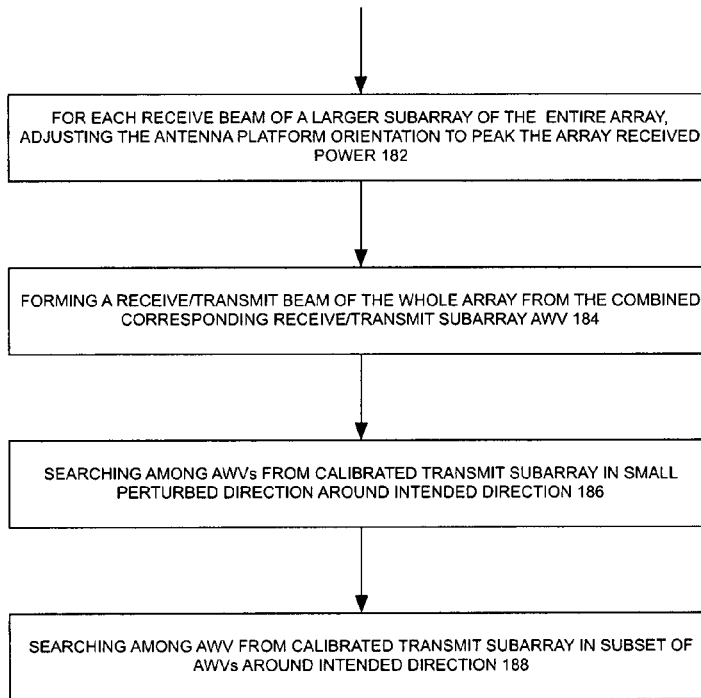 FOR EACH RECEIVE BEAM OF A LARGER SUBARRAY OF THE ENTIRE ARRAY,
ADJUSTING THE ANTENNA PLATFORM ORIENTATION TO PEAK THE ARRAY RECEIVED
POWER 182
FORMING A RECEIVE/TRANSMIT BEAM OF THE WHOLE ARRAY FROM THE COMBINED
CORRESPONDING RECEIVE/TRANSMIT SUBARRAY AWV 184
SEARCHING AMONG AWVs FROM CALIBRATED TRANSMIT SUBARRAY IN SMALL
PERTURBED DIRECTION AROUND INTENDED DIRECTION 186
SEARCHING AMONG AWV FROM CALIBRATED TRANSMIT SUBARRAY IN SUBSET OF
AWVs AROUND INTENDED DIRECTION 188